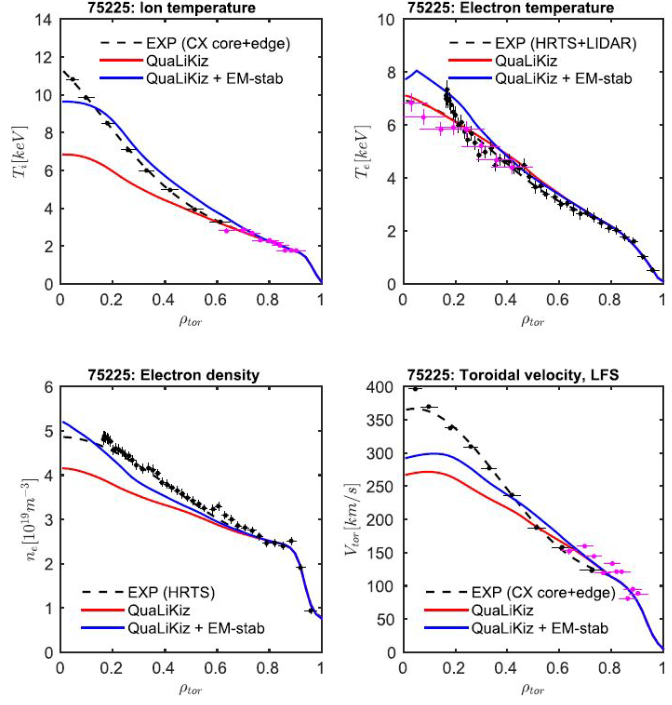 75225: Ion temperature
14
12
10
8
6
4
2
0
T_i[keV]
EXP (CX core+edge)
QuaLiKiz
QuaLiKiz + EM-stab
0 0.2 0.4 0.6 0.8 1
ρ_tor
75225: Electron temperature
10
8
6
4
2
0
T_e[keV]
EXP (HRTS+LIDAR)
QuaLiKiz
QuaLiKiz + EM-stab
0 0.2 0.4 0.6 0.8 1
ρ_tor
75225: Electron density
6
5
4
3
2
1
0
n_e[10^19 m^-3]
EXP (HRTS)
QuaLiKiz
QuaLiKiz + EM-stab
0 0.2 0.4 0.6 0.8 1
ρ_tor
75225: Toroidal velocity, LFS
400
350
300
250
200
150
100
50
0
V_tor[km/s]
EXP (CX core+edge)
QuaLiKiz
QuaLiKiz + EM-stab
0 0.2 0.4 0.6 0.8 1
ρ_tor